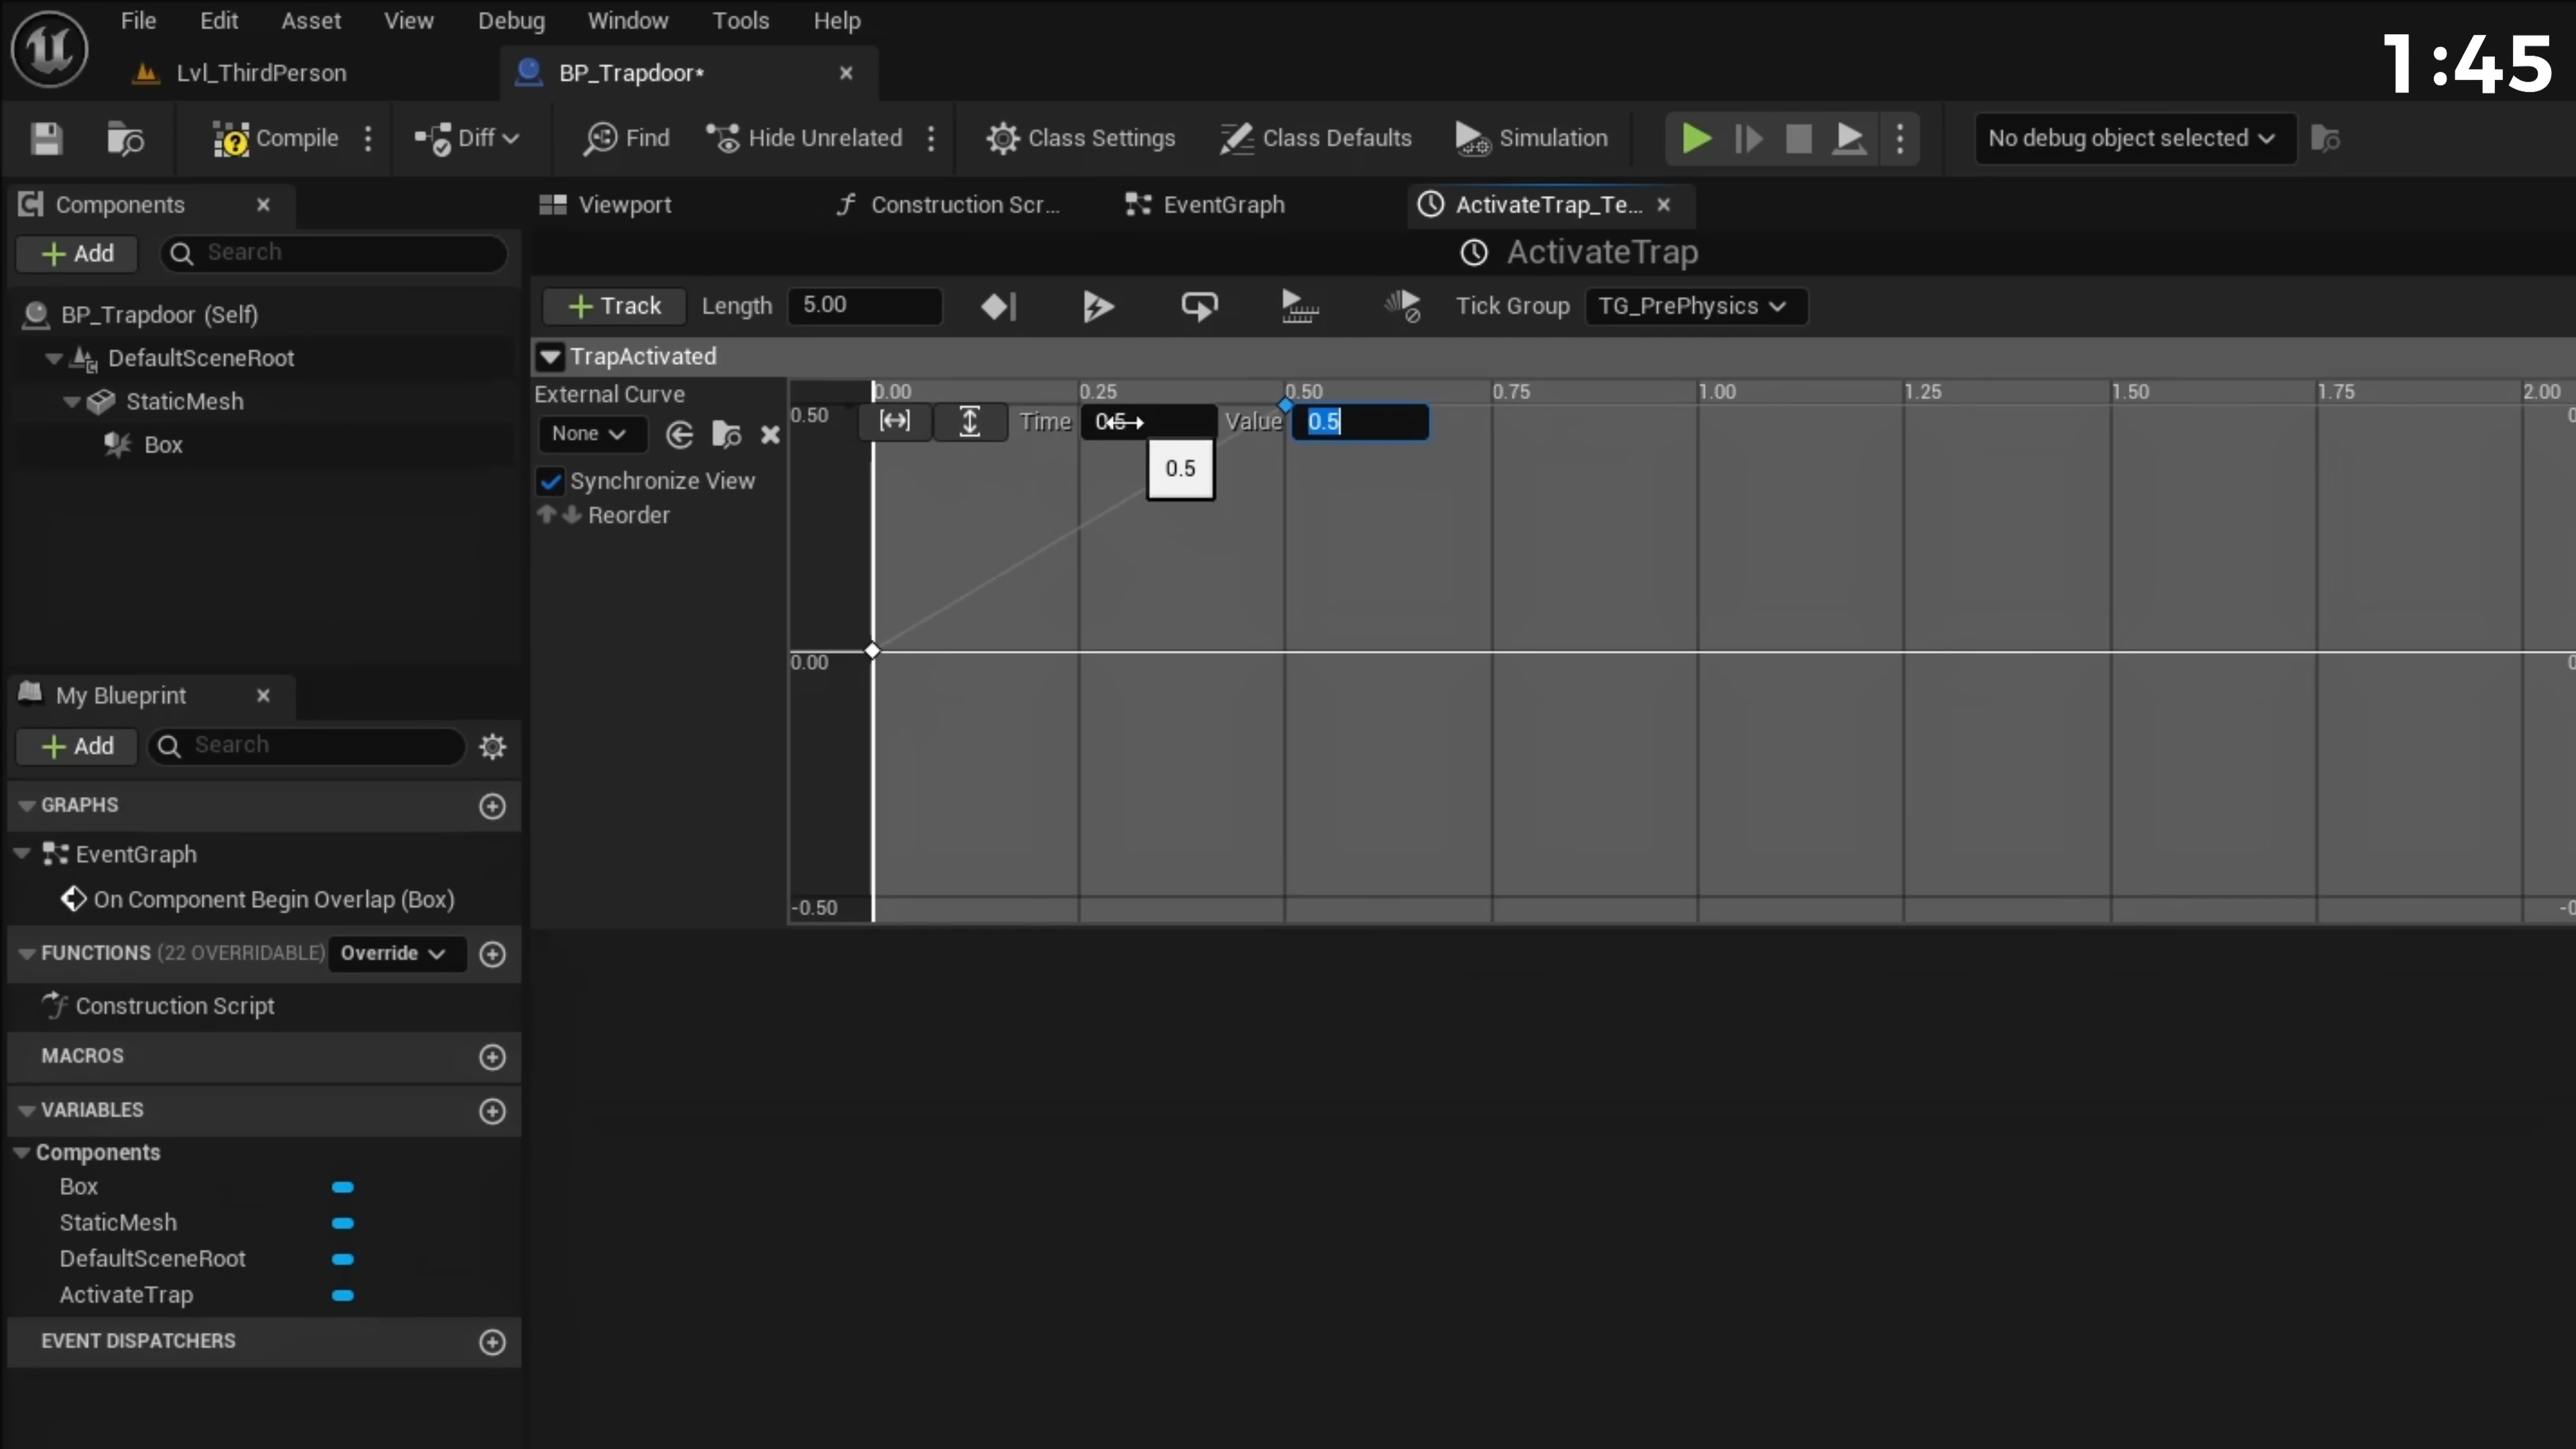 File Edit Asset View Debug Window Tools Help
1:45
Lvl_ThirdPerson
BP_Trapdoor*
Compile
Diff
Find
Hide Unrelated
Class Settings
Class Defaults
Simulation
No debug object selected
Components
Viewport
Construction Scr...
EventGraph
ActivateTrap_Te...
Add
Search
ActivateTrap
BP_Trapdoor (Self)
DefaultSceneRoot
StaticMesh
Box
Track
Length
5.00
Tick Group
TG_PrePhysics
TrapActivated
External Curve
None
Synchronize View
Reorder
0.00 0.25 0.50 0.75 1.00 1.25 1.50 1.75 2.00
0.50
Time
0.5
Value
0.5
0.5
0.00
-0.50
My Blueprint
Add
Search
GRAPHS
EventGraph
On Component Begin Overlap (Box)
FUNCTIONS (22 OVERRIDABLE)
Override
Construction Script
MACROS
VARIABLES
Components
Box
StaticMesh
DefaultSceneRoot
ActivateTrap
EVENT DISPATCHERS